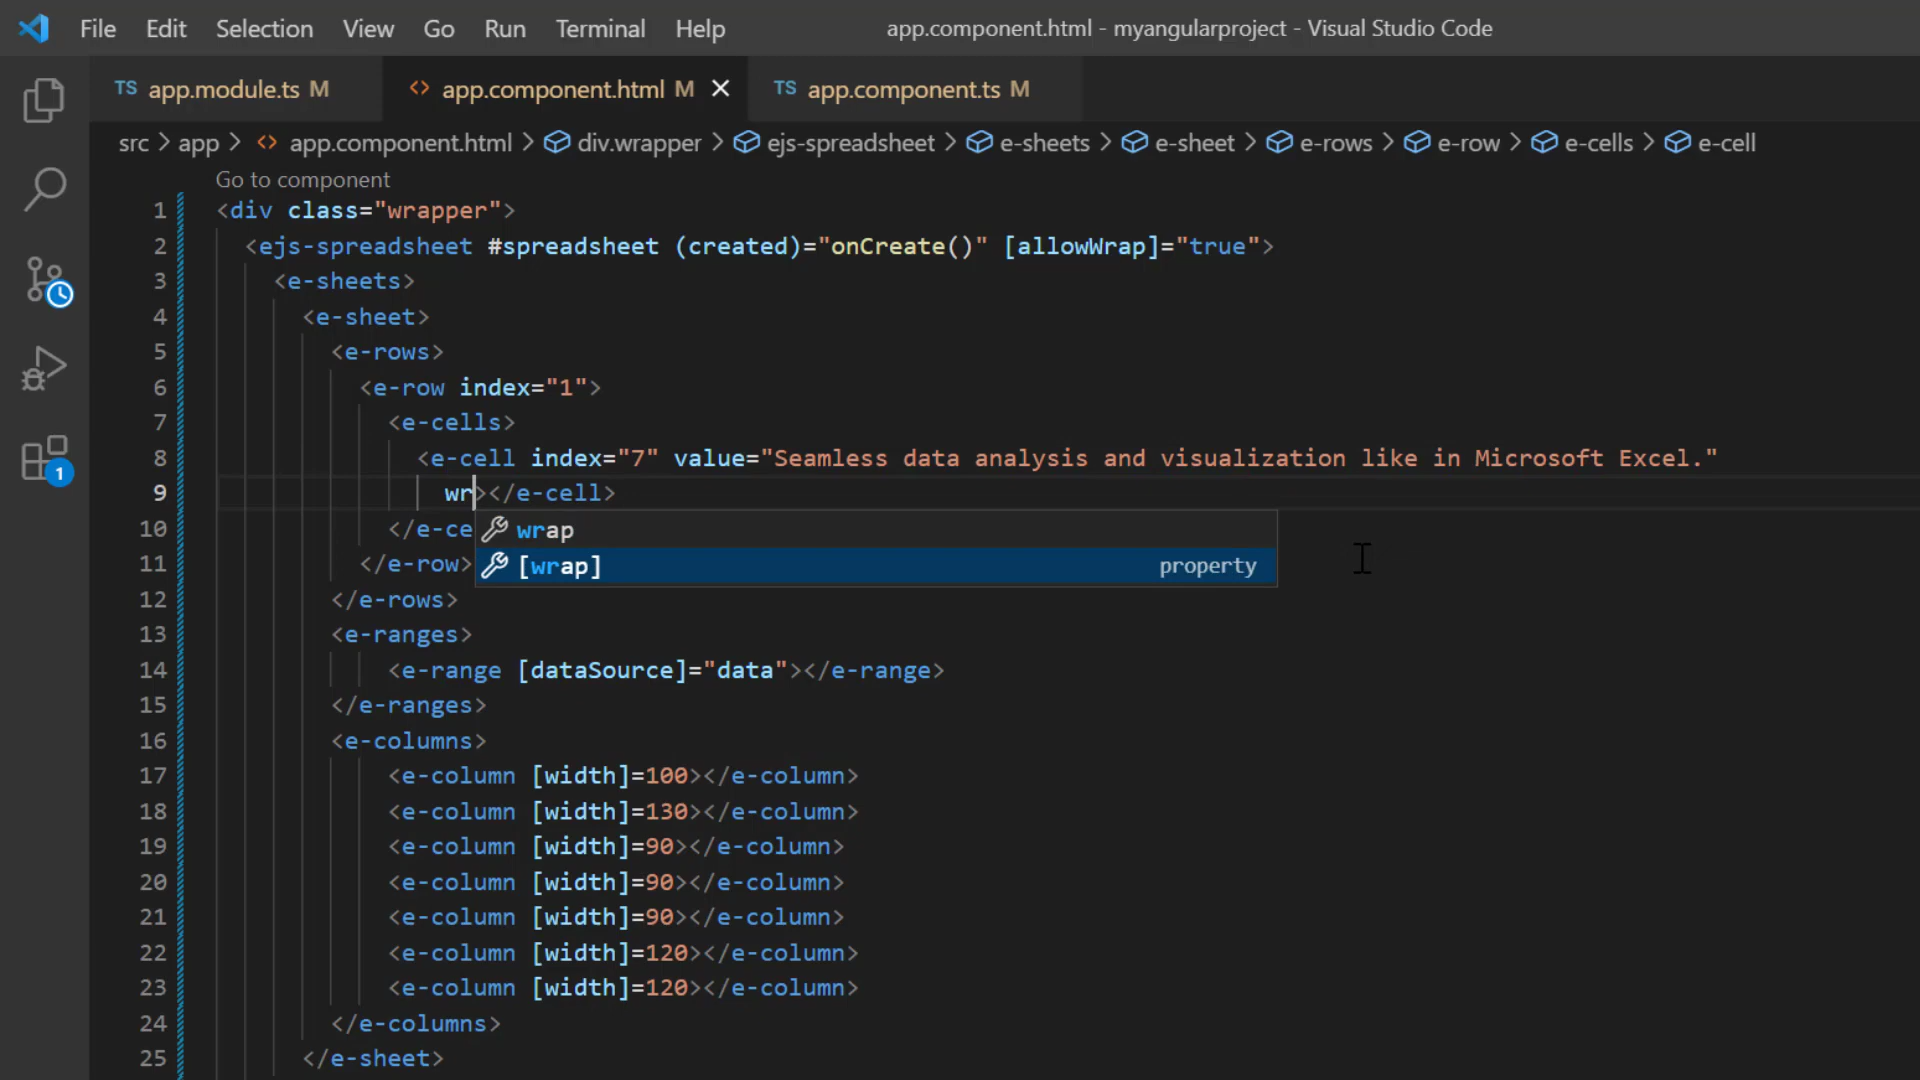 File Edit Selection View Go Run Terminal Help app.component.html - myangularproject - Visual Studio Code
TS app.module.ts M <> app.component.html M × TS app.component.ts M
src > app > <> app.component.html > div.wrapper > ejs-spreadsheet > e-sheets > e-sheet > e-rows > e-row > e-cells > e-cell
Go to component
1 <div class="wrapper">
2 <ejs-spreadsheet #spreadsheet (created)="onCreate()" [allowWrap]="true">
3 <e-sheets>
4 <e-sheet>
5 <e-rows>
6 <e-row index="1">
7 <e-cells>
8 <e-cell index="7" value="Seamless data analysis and visualization like in Microsoft Excel."
9 wr></e-cell>
10 </e-ce
wrap
11 </e-row>
[wrap] property
12 </e-rows>
13 <e-ranges>
14 <e-range [dataSource]="data"></e-range>
15 </e-ranges>
16 <e-columns>
17 <e-column [width]=100></e-column>
18 <e-column [width]=130></e-column>
19 <e-column [width]=90></e-column>
20 <e-column [width]=90></e-column>
21 <e-column [width]=90></e-column>
22 <e-column [width]=120></e-column>
23 <e-column [width]=120></e-column>
24 </e-columns>
25 </e-sheet>
1